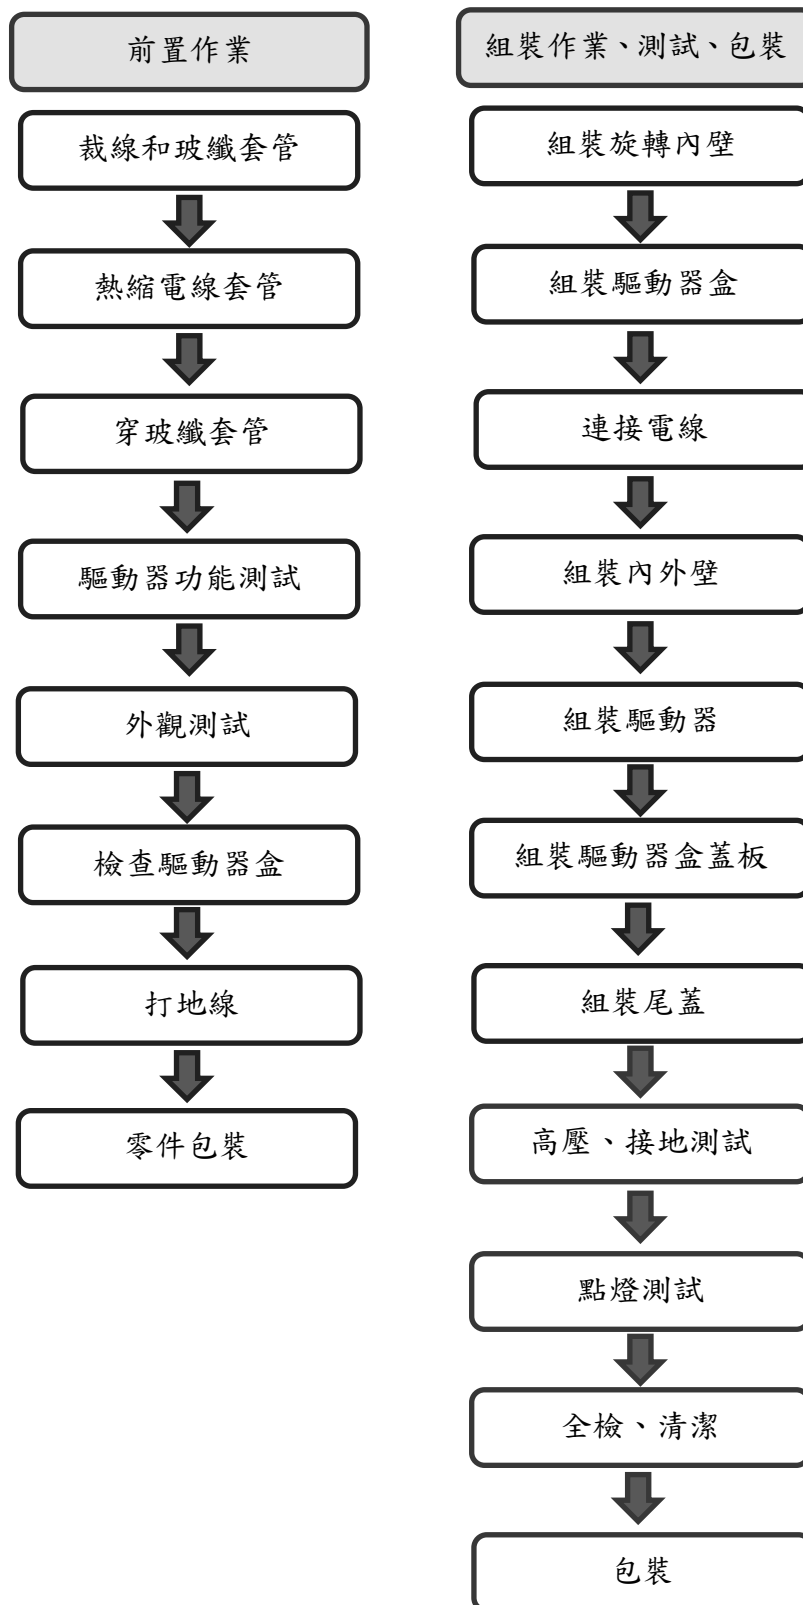 前置作業
裁線和玻纖套管
熱縮電線套管
穿玻纖套管
驅動器功能測試
外觀測試
檢查驅動器盒
打地線
零件包裝
組裝作業、測試、包裝
組裝旋轉內壁
組裝驅動器盒
連接電線
組裝內外壁
組裝驅動器
組裝驅動器盒蓋板
組裝尾蓋
高壓、接地測試
點燈測試
全檢、清潔
包裝